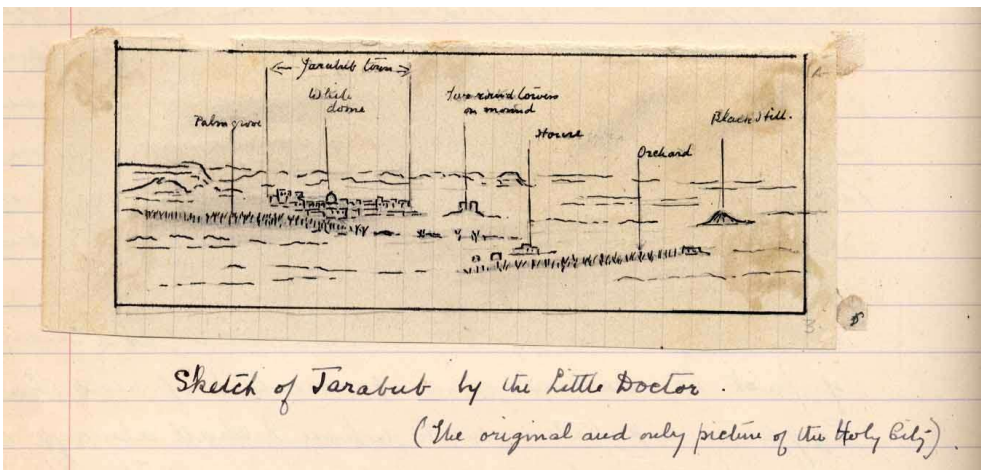 Jarabub town
White
dome
Two round towers
on mound
Palm grove
House
Black Hill.
Orchard
B
Sketch of Jarabub by the Little Doctor.
(The original and only picture of the Holy City).